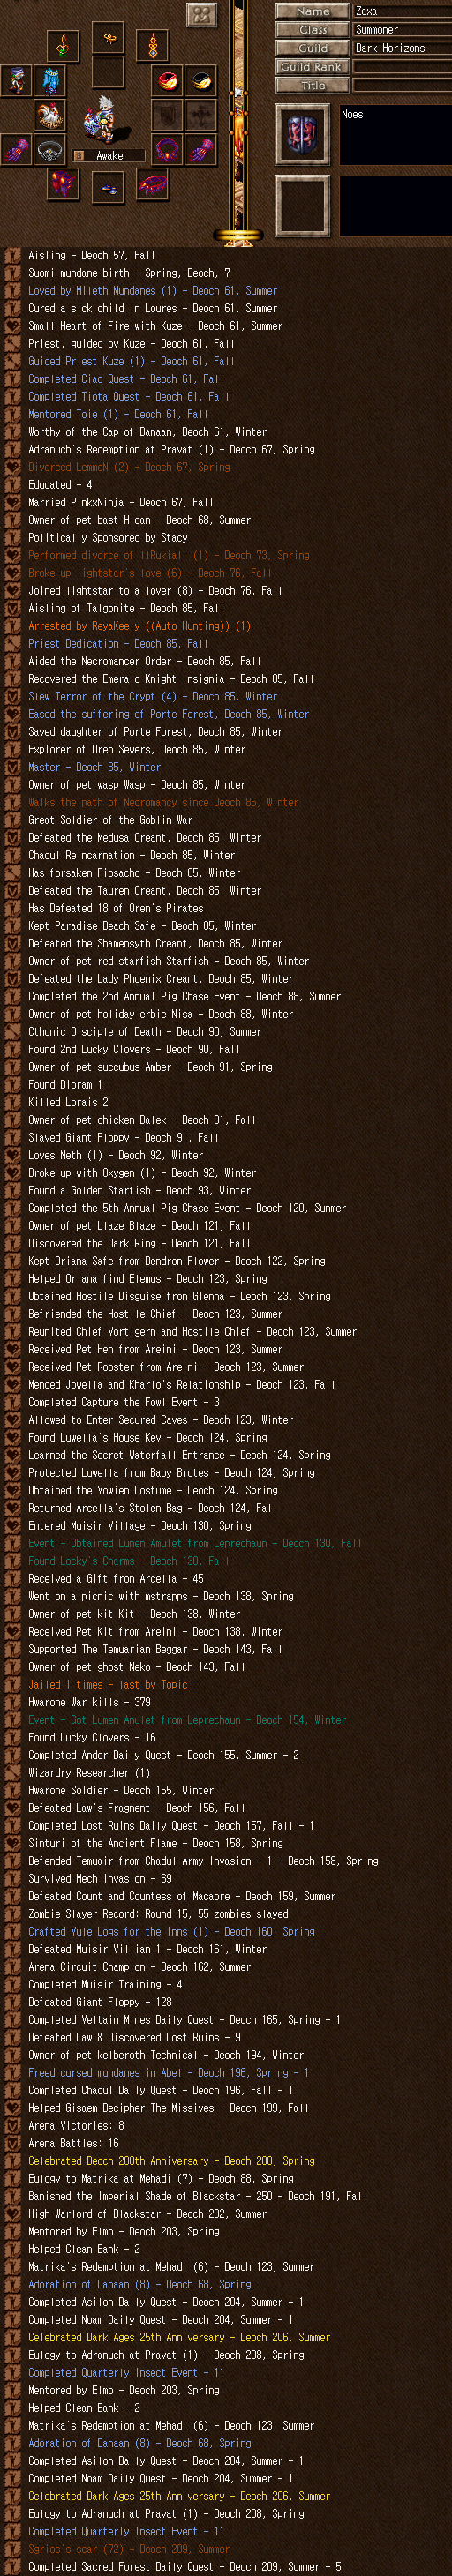 Name
Zaxa
Class
Summoner
Guild
Dark Horizons
Guild Rank
Title
Noes
Awake
Aisling - Deoch 57, Fall
Suomi mundane birth - Spring, Deoch, 7
Loved by Mileth Mundanes (1) - Deoch 61, Summer
Cured a sick child in Loures - Deoch 61, Summer
Small Heart of Fire with Kuze - Deoch 61, Summer
Priest, guided by Kuze - Deoch 61, Fall
Guided Priest Kuze (1) - Deoch 61, Fall
Completed Ciad Quest - Deoch 61, Fall
Completed Tiota Quest - Deoch 61, Fall
Mentored Toie (1) - Deoch 61, Fall
Worthy of the Cap of Danaan, Deoch 61, Winter
Adranuch's Redemption at Pravat (1) - Deoch 67, Spring
Divorced LemmoN (2) - Deoch 67, Spring
Educated - 4
Married PinkxNinja - Deoch 67, Fall
Owner of pet bast Hidan - Deoch 68, Summer
Politically Sponsored by Stacy
Performed divorce of llRukiall (1) - Deoch 73, Spring
Broke up lightstar's love (6) - Deoch 76, Fall
Joined lightstar to a lover (8) - Deoch 76, Fall
Aisling of Talgonite - Deoch 85, Fall
Arrested by ReyaKeely ((Auto Hunting)) (1)
Priest Dedication - Deoch 85, Fall
Aided the Necromancer Order - Deoch 85, Fall
Recovered the Emerald Knight Insignia - Deoch 85, Fall
Slew Terror of the Crypt (4) - Deoch 85, Winter
Eased the suffering of Porte Forest, Deoch 85, Winter
Saved daughter of Porte Forest, Deoch 85, Winter
Explorer of Oren Sewers, Deoch 85, Winter
Master - Deoch 85, Winter
Owner of pet wasp Wasp - Deoch 85, Winter
Walks the path of Necromancy since Deoch 85, Winter
Great Soldier of the Goblin War
Defeated the Medusa Creant, Deoch 85, Winter
Chadul Reincarnation - Deoch 85, Winter
Has forsaken Fiosachd - Deoch 85, Winter
Defeated the Tauren Creant, Deoch 85, Winter
Has Defeated 18 of Oren's Pirates
Kept Paradise Beach Safe - Deoch 85, Winter
Defeated the Shamensyth Creant, Deoch 85, Winter
Owner of pet red starfish Starfish - Deoch 85, Winter
Defeated the Lady Phoenix Creant, Deoch 85, Winter
Completed the 2nd Annual Pig Chase Event - Deoch 88, Summer
Owner of pet holiday erbie Nisa - Deoch 88, Winter
Cthonic Disciple of Death - Deoch 90, Summer
Found 2nd Lucky Clovers - Deoch 90, Fall
Owner of pet succubus Amber - Deoch 91, Spring
Found Dioram 1
Killed Lorais 2
Owner of pet chicken Dalek - Deoch 91, Fall
Slayed Giant Floppy - Deoch 91, Fall
Loves Neth (1) - Deoch 92, Winter
Broke up with Oxygen (1) - Deoch 92, Winter
Found a Golden Starfish - Deoch 93, Winter
Completed the 5th Annual Pig Chase Event - Deoch 120, Summer
Owner of pet blaze Blaze - Deoch 121, Fall
Discovered the Dark Ring - Deoch 121, Fall
Kept Oriana Safe from Dendron Flower - Deoch 122, Spring
Helped Oriana find Elemus - Deoch 123, Spring
Obtained Hostile Disguise from Glenna - Deoch 123, Spring
Befriended the Hostile Chief - Deoch 123, Summer
Reunited Chief Vortigern and Hostile Chief - Deoch 123, Summer
Received Pet Hen from Areini - Deoch 123, Summer
Received Pet Rooster from Areini - Deoch 123, Summer
Mended Jowella and Kharlo's Relationship - Deoch 123, Fall
Completed Capture the Fowl Event - 3
Allowed to Enter Secured Caves - Deoch 123, Winter
Found Luwella's House Key - Deoch 124, Spring
Learned the Secret Waterfall Entrance - Deoch 124, Spring
Protected Luwella from Baby Brutes - Deoch 124, Spring
Obtained the Yowien Costume - Deoch 124, Spring
Returned Arcella's Stolen Bag - Deoch 124, Fall
Entered Muisir Village - Deoch 130, Spring
Event - Obtained Lumen Amulet from Leprechaun - Deoch 130, Fall
Found Locky's Charms - Deoch 130, Fall
Received a Gift from Arcella - 45
Went on a picnic with mstrapps - Deoch 138, Spring
Owner of pet kit Kit - Deoch 138, Winter
Received Pet Kit from Areini - Deoch 138, Winter
Supported The Temuarian Beggar - Deoch 143, Fall
Owner of pet ghost Neko - Deoch 143, Fall
Jailed 1 times - last by Topic
Hwarone War kills - 379
Event - Got Lumen Amulet from Leprechaun - Deoch 154, Winter
Found Lucky Clovers - 16
Completed Andor Daily Quest - Deoch 155, Summer - 2
Wizardry Researcher (1)
Hwarone Soldier - Deoch 155, Winter
Defeated Law's Fragment - Deoch 156, Fall
Completed Lost Ruins Daily Quest - Deoch 157, Fall - 1
Sinturi of the Ancient Flame - Deoch 158, Spring
Defended Temuair from Chadul Army Invasion - 1 - Deoch 158, Spring
Survived Mech Invasion - 69
Defeated Count and Countess of Macabre - Deoch 159, Summer
Zombie Slayer Record: Round 15, 55 zombies slayed
Crafted Yule Logs for the Inns (1) - Deoch 160, Spring
Defeated Muisir Villian 1 - Deoch 161, Winter
Arena Circuit Champion - Deoch 162, Summer
Completed Muisir Training - 4
Defeated Giant Floppy - 128
Completed Veltain Mines Daily Quest - Deoch 165, Spring - 1
Defeated Law & Discovered Lost Ruins - 9
Owner of pet kelberoth Technical - Deoch 194, Winter
Freed cursed mundanes in Abel - Deoch 196, Spring - 1
Completed Chadul Daily Quest - Deoch 196, Fall - 1
Helped Gisaem Decipher The Missives - Deoch 199, Fall
Arena Victories: 8
Arena Battles: 16
Celebrated Deoch 200th Anniversary - Deoch 200, Spring
Eulogy to Matrika at Mehadi (7) - Deoch 88, Spring
Banished the Imperial Shade of Blackstar - 250 - Deoch 191, Fall
High Warlord of Blackstar - Deoch 202, Summer
Mentored by Elmo - Deoch 203, Spring
Helped Clean Bank - 2
Matrika's Redemption at Mehadi (6) - Deoch 123, Summer
Adoration of Danaan (8) - Deoch 68, Spring
Completed Asilon Daily Quest - Deoch 204, Summer - 1
Completed Noam Daily Quest - Deoch 204, Summer - 1
Celebrated Dark Ages 25th Anniversary - Deoch 206, Summer
Eulogy to Adranuch at Pravat (1) - Deoch 208, Spring
Completed Quarterly Insect Event - 11
Mentored by Elmo - Deoch 203, Spring
Helped Clean Bank - 2
Matrika's Redemption at Mehadi (6) - Deoch 123, Summer
Adoration of Danaan (8) - Deoch 68, Spring
Completed Asilon Daily Quest - Deoch 204, Summer - 1
Completed Noam Daily Quest - Deoch 204, Summer - 1
Celebrated Dark Ages 25th Anniversary - Deoch 206, Summer
Eulogy to Adranuch at Pravat (1) - Deoch 208, Spring
Completed Quarterly Insect Event - 11
Sgrios's scar (72) - Deoch 209, Summer
Completed Sacred Forest Daily Quest - Deoch 209, Summer - 5